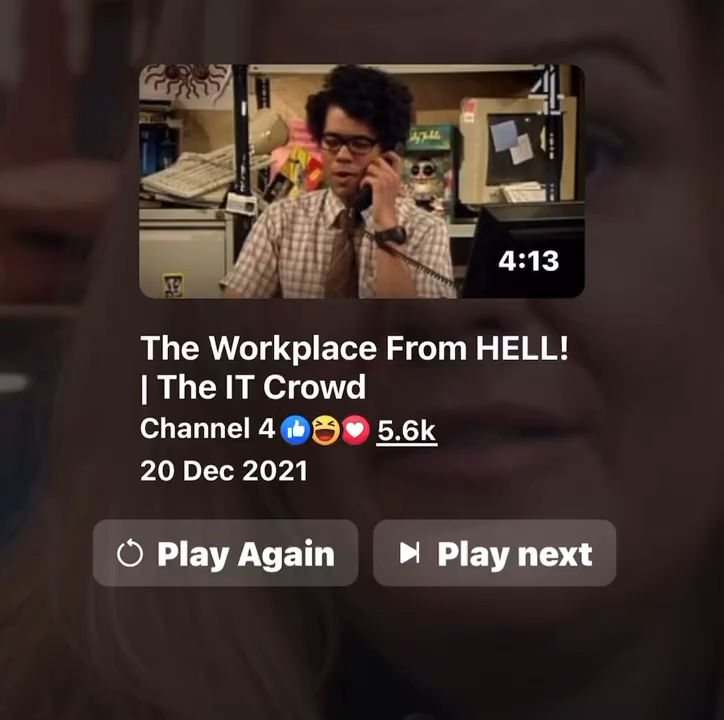 4
4:13
The Workplace From HELL!
| The IT Crowd
Channel 4 5.6k
20 Dec 2021
Play Again
Play next